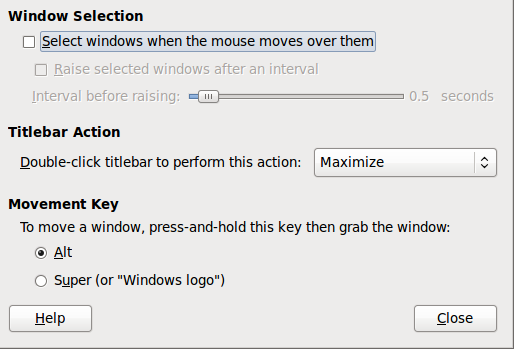 Window Selection
Select windows when the mouse moves over them
Raise selected windows after an interval
Interval before raising: 0.5 seconds
Titlebar Action
Double-click titlebar to perform this action: Maximize
Movement Key
To move a window, press-and-hold this key then grab the window:
Alt
Super (or "Windows logo")
Help Close